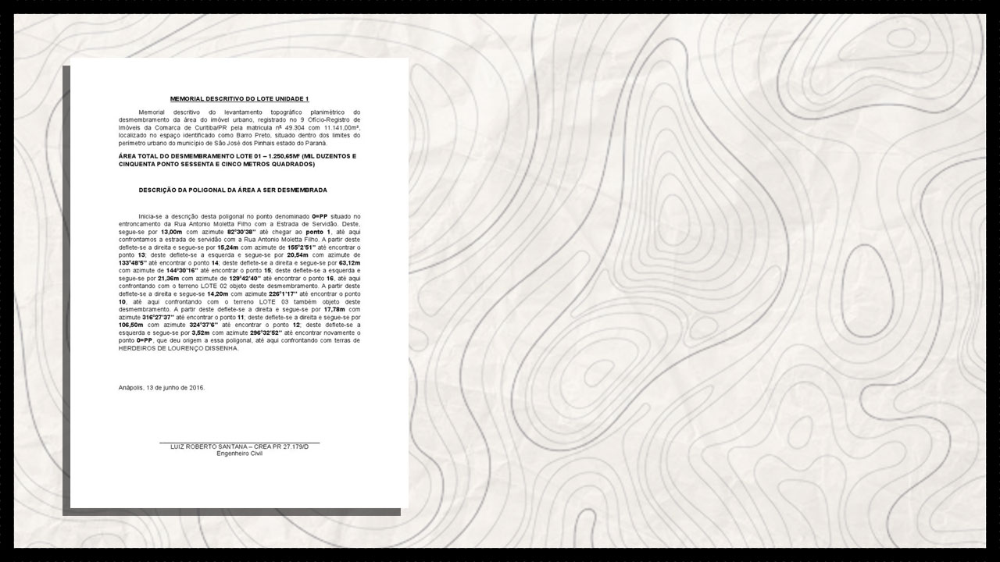 MEMORIAL DESCRITIVO DO LOTE UNIDADE 1
Memorial descritivo do levantamento topográfico planimétrico do
desmembramento da área do imóvel urbano, registrado no 9 Ofício-Registro de
Imóveis da Comarca de Curitiba/PR pela matricula nº 49.304 com 11.141,00m²,
localizado no espaço identificado como Barro Preto, situado dentro dos limites do
perímetro urbano do município de São José dos Pinhais estado do Paraná.
ÁREA TOTAL DO DESMEMBRAMENTO LOTE 01 – 1.250,65M² (MIL DUZENTOS E
CINQUENTA PONTO SESSENTA E CINCO METROS QUADRADOS)
DESCRIÇÃO DA POLIGONAL DA ÁREA A SER DESMEMBRADA
Inicia-se a descrição desta poligonal no ponto denominado 0=PP situado no
entroncamento da Rua Antonio Moletta Filho com a Estrada de Servidão. Deste,
segue-se por 13,00m com azimute 82°30'38" até chegar ao ponto 1, até aqui
confrontamos a estrada de servidão com a Rua Antonio Moletta Filho. A partir deste
deflete-se a direita e segue-se por 15,24m com azimute de 155°2'51" até encontrar o
ponto 13; deste deflete-se a esquerda e segue-se por 20,54m com azimute de
133°48'5" até encontrar o ponto 14; deste deflete-se a direita e segue-se por 63,12m
com azimute de 144°30'16" até encontrar o ponto 15; deste deflete-se a esquerda e
segue-se por 21,36m com azimute de 129°42'40" até encontrar o ponto 16, até aqui
confrontando com o terreno LOTE 02 objeto deste desmembramento. A partir deste
deflete-se a direita e segue-se 14,20m com azimute 226°1'17" até encontrar o ponto
10, até aqui confrontando com o terreno LOTE 03 também objeto deste
desmembramento. A partir deste deflete-se a direita e segue-se por 17,78m com
azimute 316°27'37" até encontrar o ponto 11; deste deflete-se a direita e segue-se por
106,50m com azimute 324°37'6" até encontrar o ponto 12; deste deflete-se a
esquerda e segue-se por 3,52m com azimute 296°32'52" até encontrar novamente o
ponto 0=PP, que deu origem a essa poligonal, até aqui confrontando com terras de
HERDEIROS DE LOURENÇO DISSENHA.
Anápolis, 13 de junho de 2016.
LUIZ ROBERTO SANTANA – CREA PR 27.179/D
Engenheiro Civil